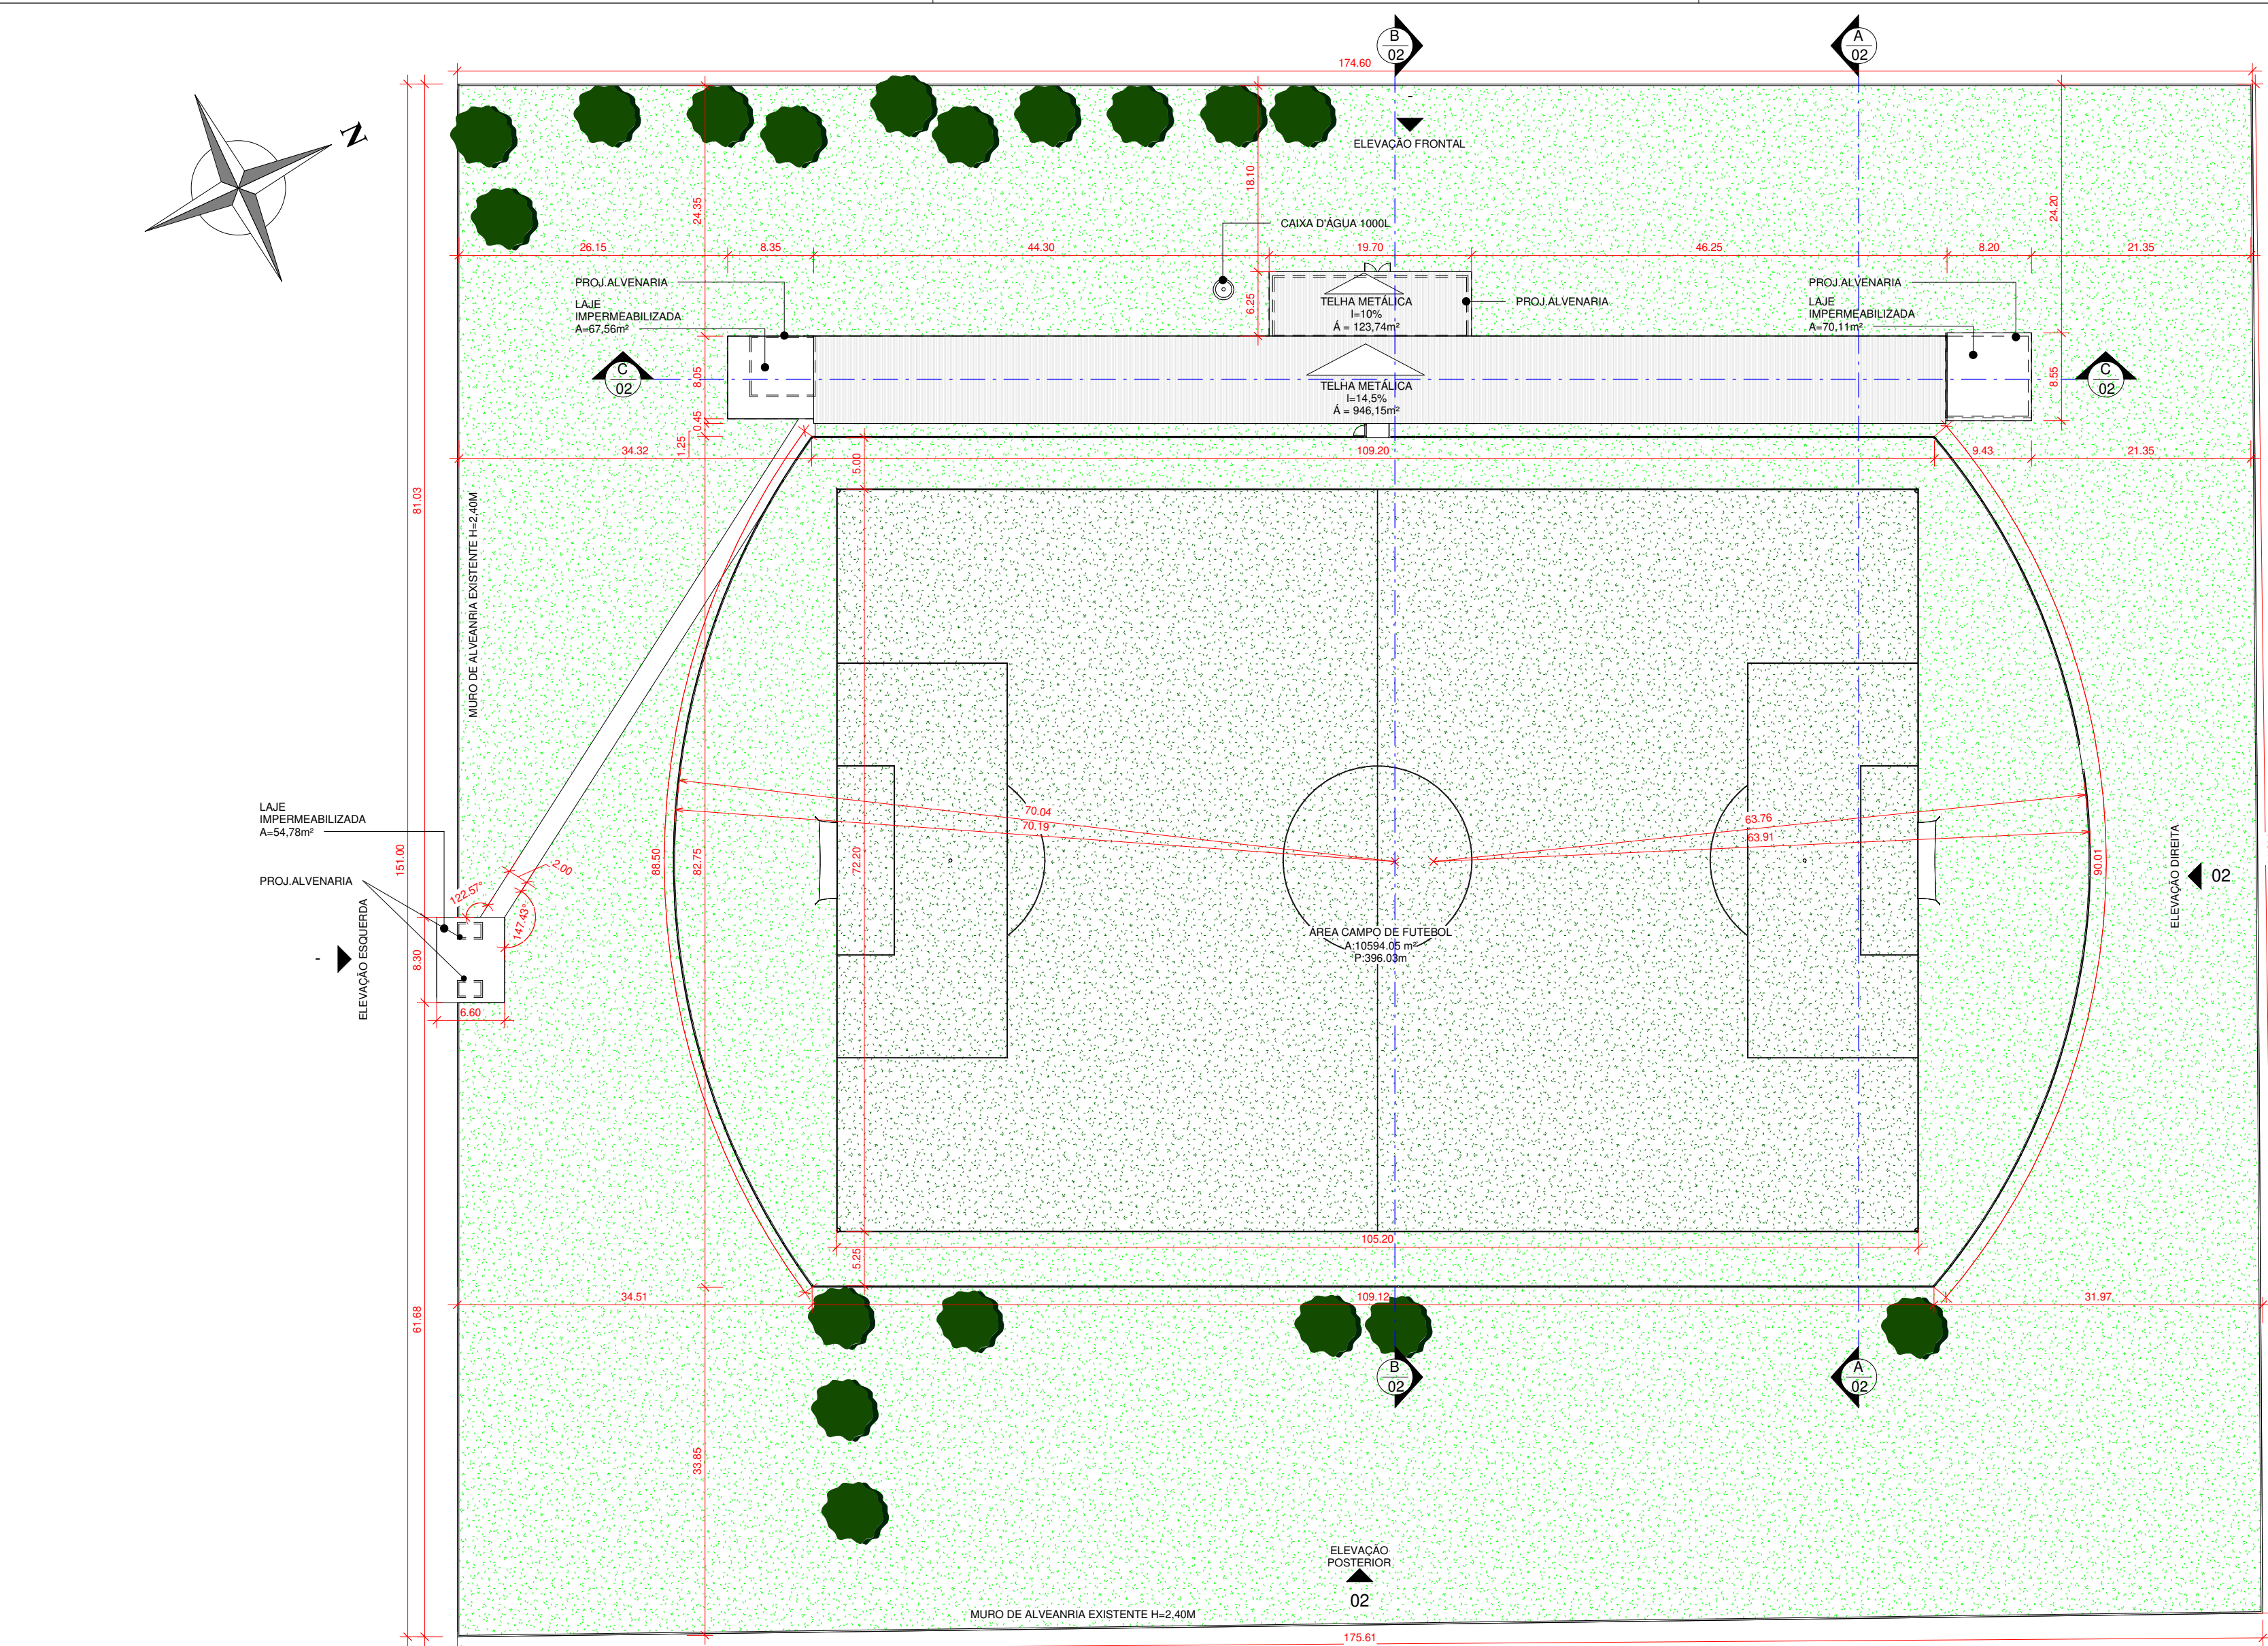 B
02
A
02
174.60
N
-
ELEVAÇÃO FRONTAL
24.35
18.10
24.20
CAIXA D'ÁGUA 1000L
26.15
8.35
44.30
19.70
46.25
8.20
21.35
PROJ.ALVENARIA
LAJE
IMPERMEABILIZADA
A=67,56m²
6.25
TELHA METÁLICA
I=10%
Á = 123,74m²
PROJ.ALVENARIA
PROJ.ALVENARIA
LAJE
IMPERMEABILIZADA
A=70,11m²
C
02
8.05
TELHA METÁLICA
I=14,5%
Á = 946,15m²
8.55
C
02
0.45
1.25
34.32
5.00
109.20
9.43
21.35
81.03
MURO DE ALVEANRIA EXISTENTE H=2,40M
LAJE
IMPERMEABILIZADA
A=54,78m²
151.00
88.50
82.75
72.20
70.04
70.19
63.76
63.91
90.01
2.00
PROJ.ALVENARIA
122.57°
147.43°
ELEVAÇÃO DIREITA
02
-
ELEVAÇÃO ESQUERDA
8.30
6.60
ÁREA CAMPO DE FUTEBOL
A:10594.05 m²
P:396.03m
105.20
5.25
34.51
109.12
31.97
61.68
B
02
A
02
33.85
ELEVAÇÃO
POSTERIOR
02
MURO DE ALVEANRIA EXISTENTE H=2,40M
175.61